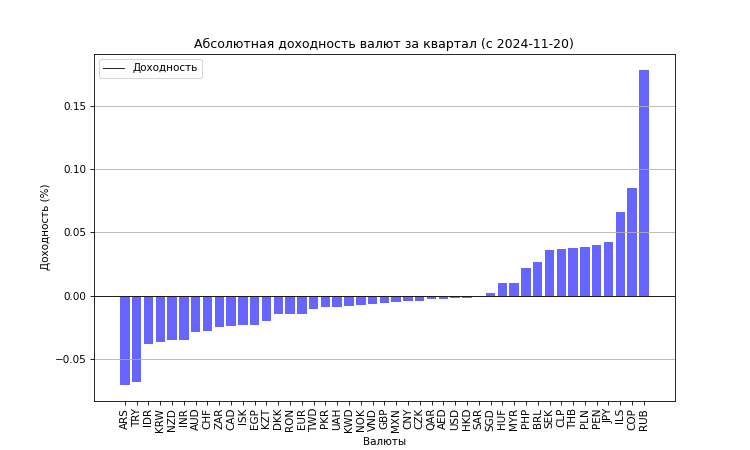 Абсолютная доходность валют за квартал (с 2024-11-20)
Доходность
0.15
0.10
0.05
0.00
−0.05
Доходность (%)
ARS TRY IDR KRW NZD INR AUD CHF ZAR CAD ISK EGP KZT DKK RON EUR TWD PKR UAH KWD NOK VND GBP MXN CNY CZK QAR AED USD HKD SAR SGD HUF MYR PHP BRL SEK CLP THB PLN PEN JPY ILS COP RUB
Валюты